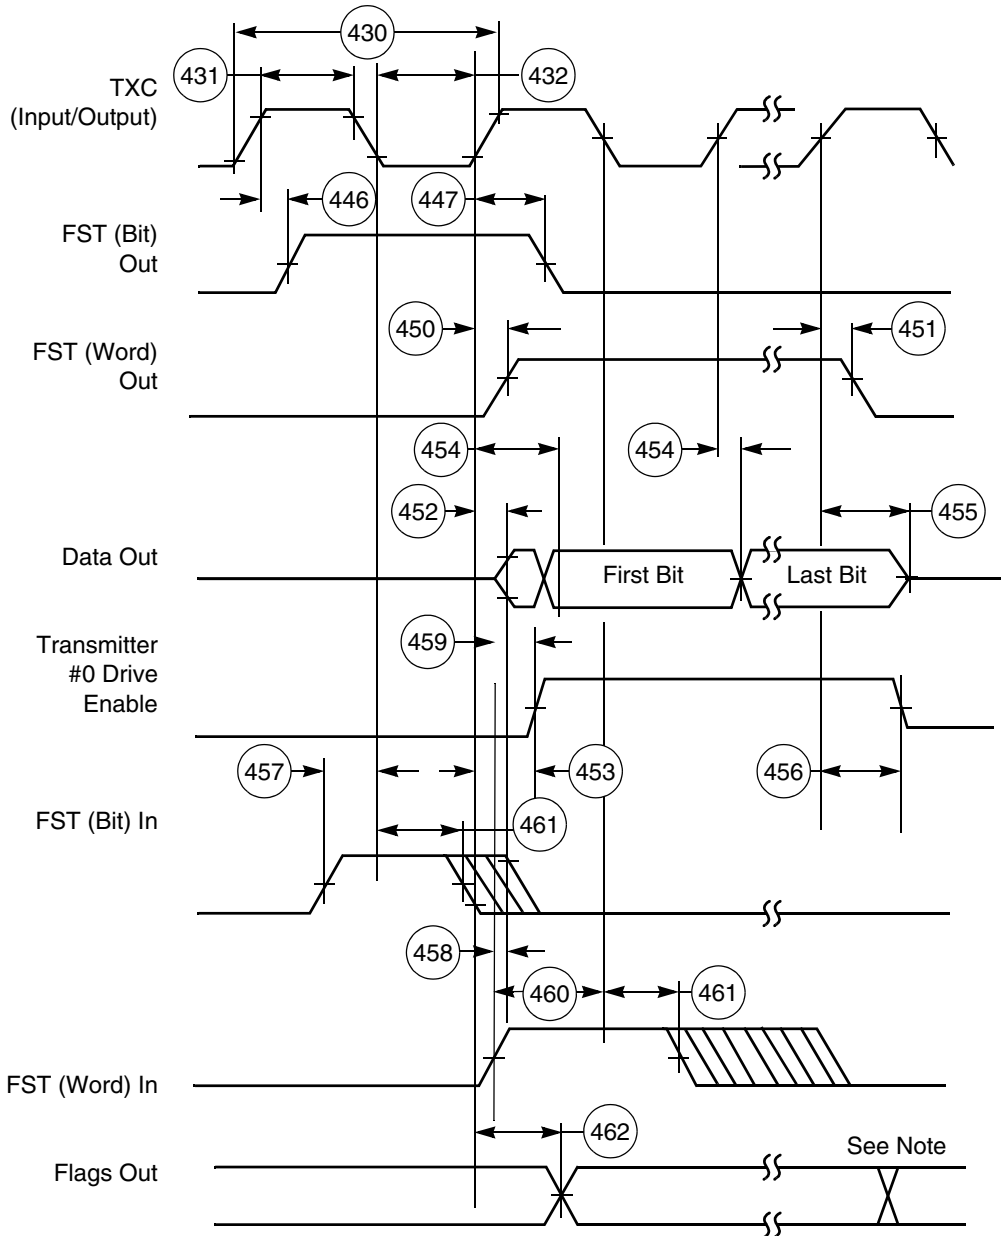 430
431
432
TXC
(Input/Output)
446
447
FST (Bit)
Out
450
451
FST (Word)
Out
454
454
452
455
Data Out
First Bit
Last Bit
459
Transmitter
#0 Drive
Enable
457
453
456
FST (Bit) In
461
458
460
461
FST (Word) In
462
See Note
Flags Out